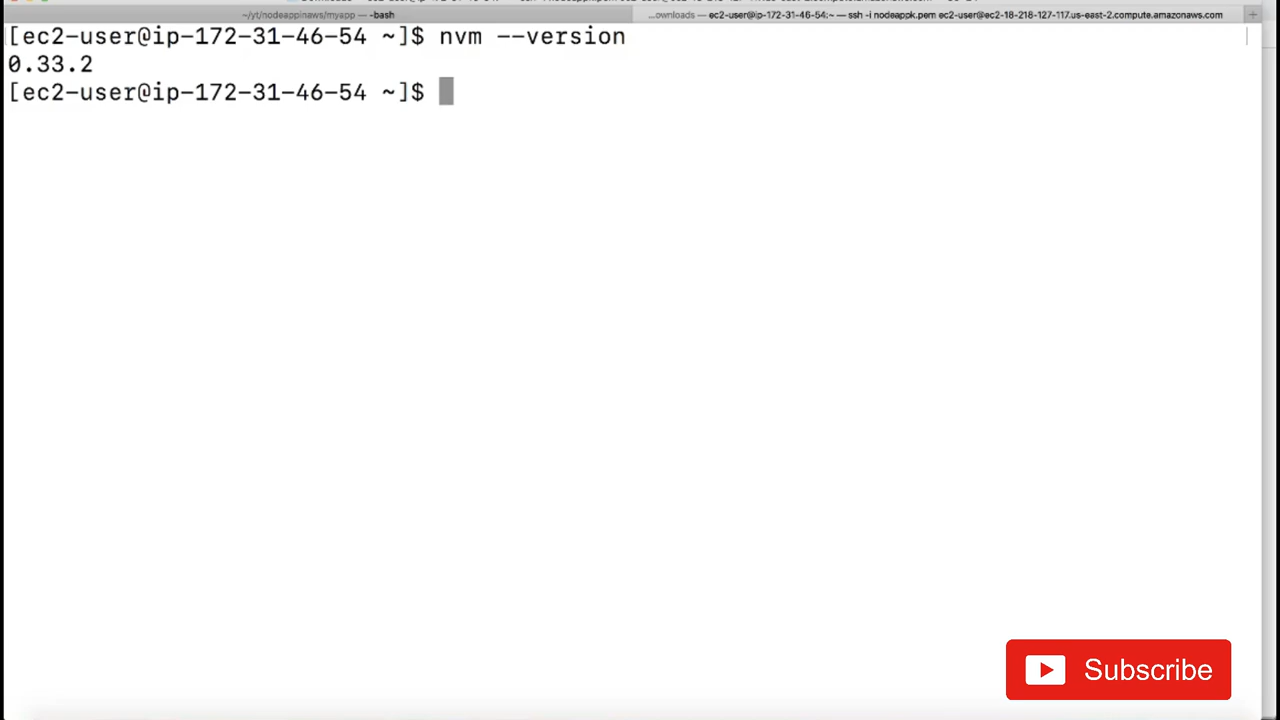 ~/yt/nodeappinaws/myapp — -bash
...ownloads — ec2-user@ip-172-31-46-54:~ — ssh -i nodeappk.pem ec2-user@ec2-18-218-127-117.us-east-2.compute.amazonaws.com
[ec2-user@ip-172-31-46-54 ~]$ nvm --version
0.33.2
[ec2-user@ip-172-31-46-54 ~]$
Subscribe